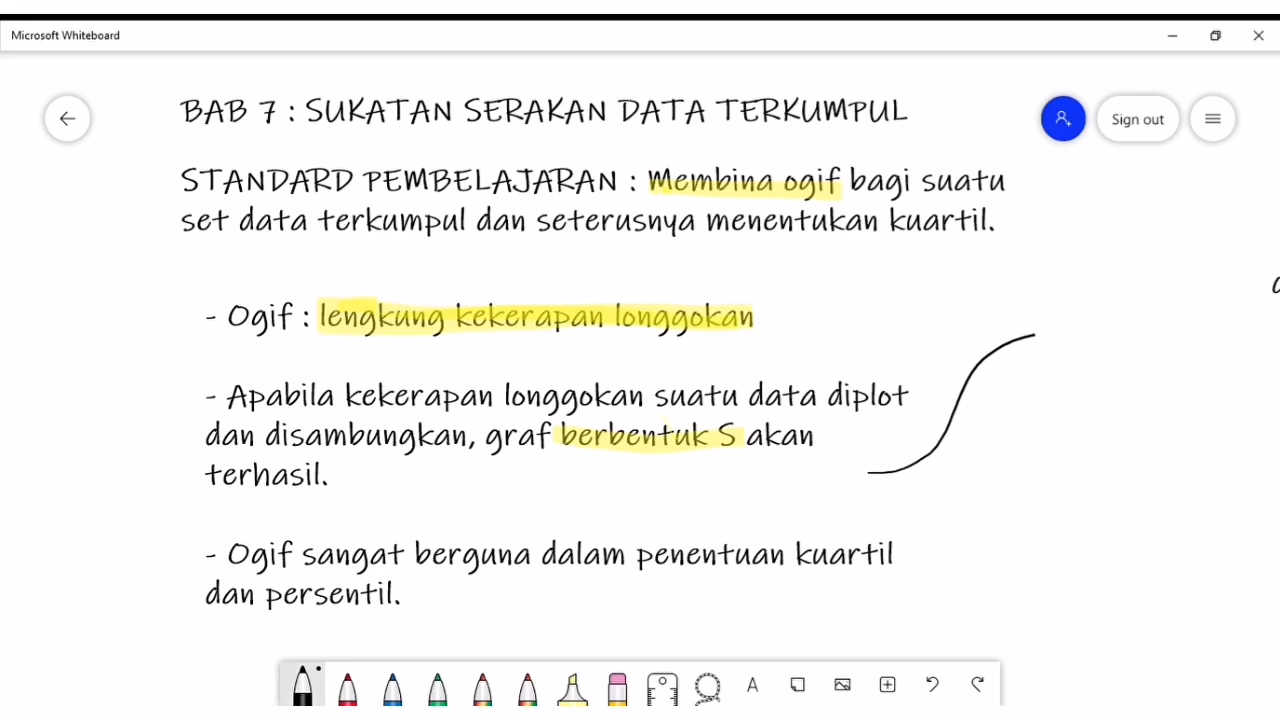 Microsoft Whiteboard
BAB 7 : SUKATAN SERAKAN DATA TERKUMPUL
Sign out
STANDARD PEMBELAJARAN : Membina ogif bagi suatu
set data terkumpul dan seterusnya menentukan kuartil.
- Ogif : lengkung kekerapan longgokan
- Apabila kekerapan longgokan suatu data diplot
dan disambungkan, graf berbentuk S akan
terhasil.
- Ogif sangat berguna dalam penentuan kuartil
dan persentil.
A